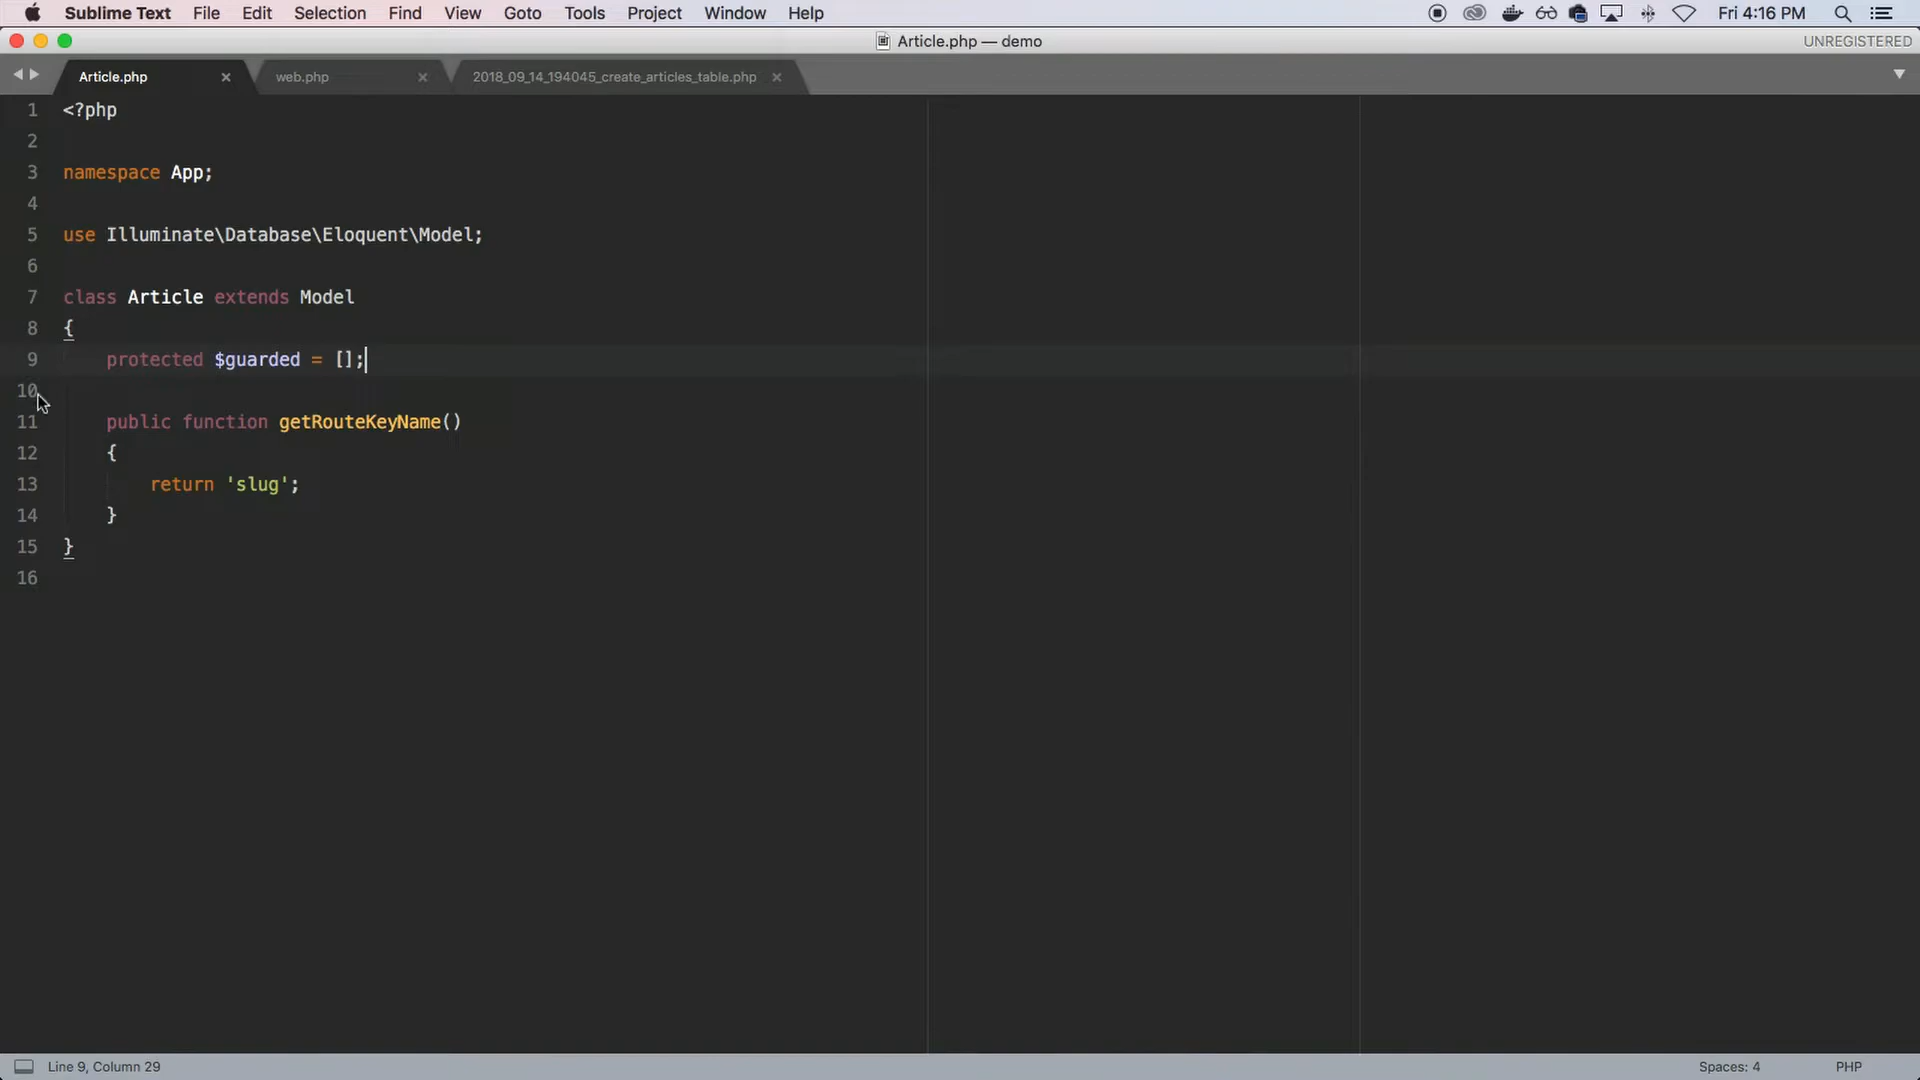 Sublime Text File Edit Selection Find View Goto Tools Project Window Help Fri 4:16 PM
Article.php — demo UNREGISTERED
Article.php web.php 2018_09_14_194045_create_articles_table.php
1 <?php
2
3 namespace App;
4
5 use Illuminate\Database\Eloquent\Model;
6
7 class Article extends Model
8 {
9 protected $guarded = [];
10
11 public function getRouteKeyName()
12 {
13 return 'slug';
14 }
15 }
16
Line 9, Column 29 Spaces: 4 PHP